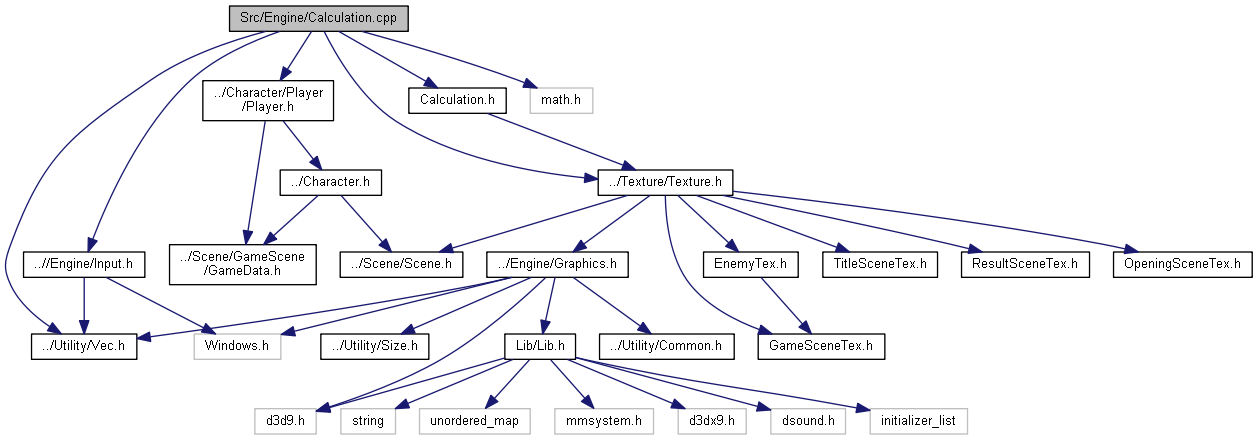 Src/Engine/Calculation.cpp
../Character/Player
/Player.h
Calculation.h
math.h
../Character.h
../Texture/Texture.h
..//Engine/Input.h
../Scene/GameScene
/GameData.h
../Scene/Scene.h
../Engine/Graphics.h
EnemyTex.h
TitleSceneTex.h
ResultSceneTex.h
OpeningSceneTex.h
../Utility/Vec.h
Windows.h
../Utility/Size.h
Lib/Lib.h
../Utility/Common.h
GameSceneTex.h
d3d9.h
string
unordered_map
mmsystem.h
d3dx9.h
dsound.h
initializer_list